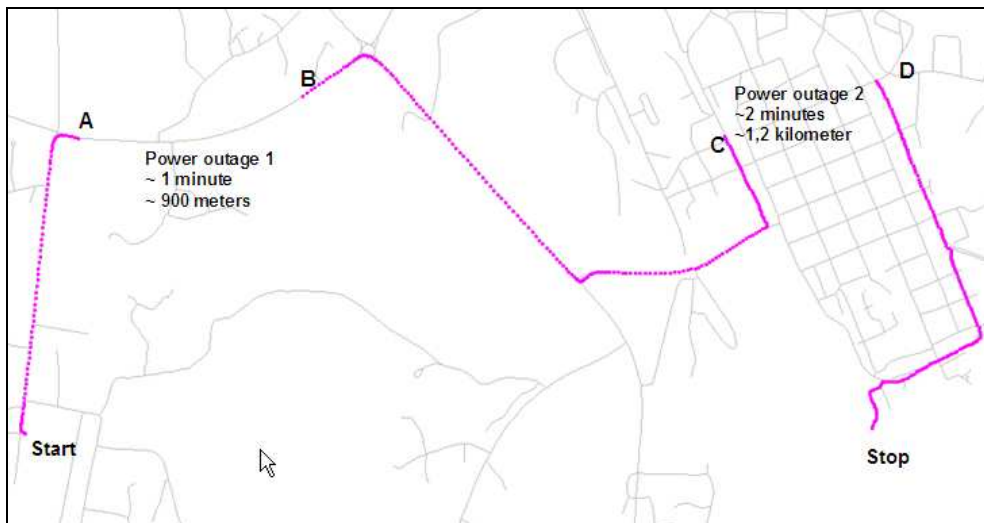 D
B
Power outage 2
~2 minutes
~1,2 kilometer
A
C
Power outage 1
~ 1 minute
~ 900 meters
Start
Stop